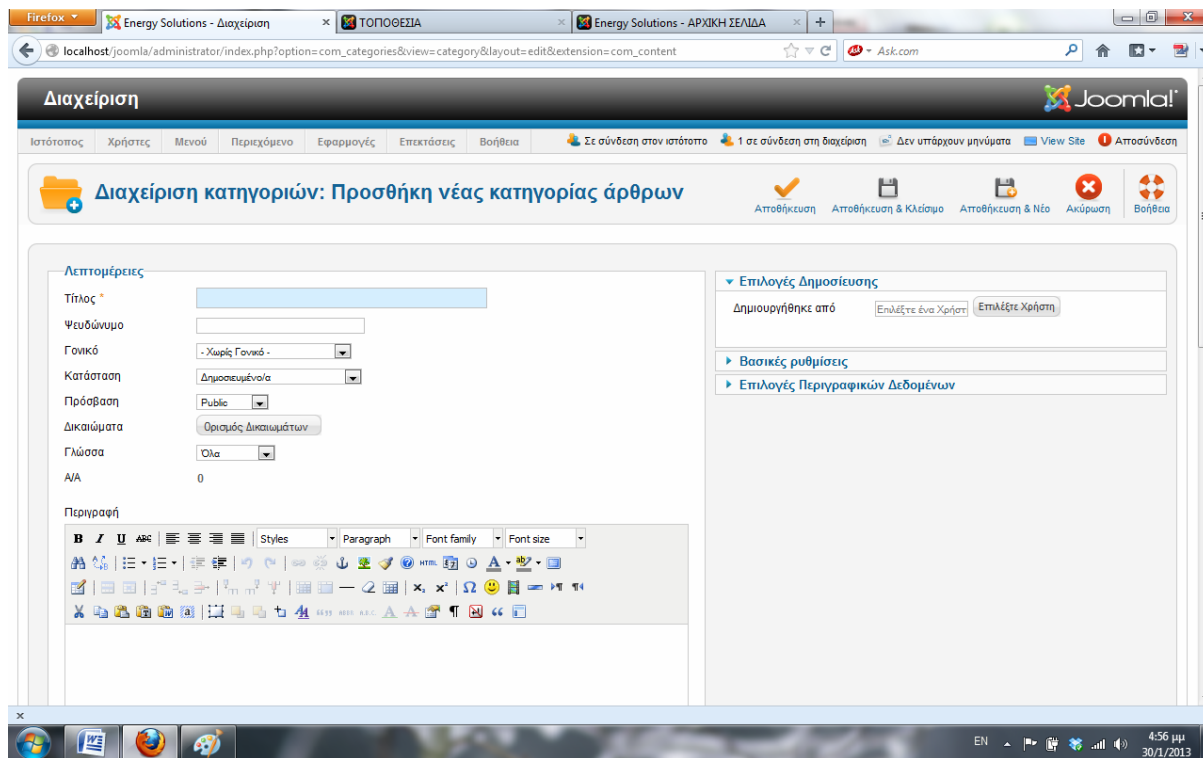 Firefox
Energy Solutions - Διαχείριση
ΤΟΠΟΘΕΣΙΑ
Energy Solutions - ΑΡΧΙΚΗ ΣΕΛΙΔΑ
localhost/joomla/administrator/index.php?option=com_categories&view=category&layout=edit&extension=com_content
Ask.com
Διαχείριση
Joomla!
Ιστότοπος Χρήστες Μενού Περιεχόμενο Εφαρμογές Επεκτάσεις Βοήθεια
Σε σύνδεση στον ιστότοπο 1 σε σύνδεση στη διαχείριση Δεν υπάρχουν μηνύματα View Site Αποσύνδεση
Διαχείριση κατηγοριών: Προσθήκη νέας κατηγορίας άρθρων
Αποθήκευση Αποθήκευση & Κλείσιμο Αποθήκευση & Νέο Ακύρωση Βοήθεια
Λεπτομέρειες
Τίτλος *
Ψευδώνυμο
Γονικό - Χωρίς Γονικό -
Κατάσταση Δημοσιευμένο/α
Πρόσβαση Public
Δικαιώματα Ορισμός Δικαιωμάτων
Γλώσσα Όλα
Α/Α 0
Περιγραφή
B I U ABC Styles Paragraph Font family Font size
HTML
Επιλογές Δημοσίευσης
Δημιουργήθηκε από Επιλέξτε ένα Χρήστ Επιλέξτε Χρήστη
Βασικές ρυθμίσεις
Επιλογές Περιγραφικών Δεδομένων
EN
4:56 μμ
30/1/2013